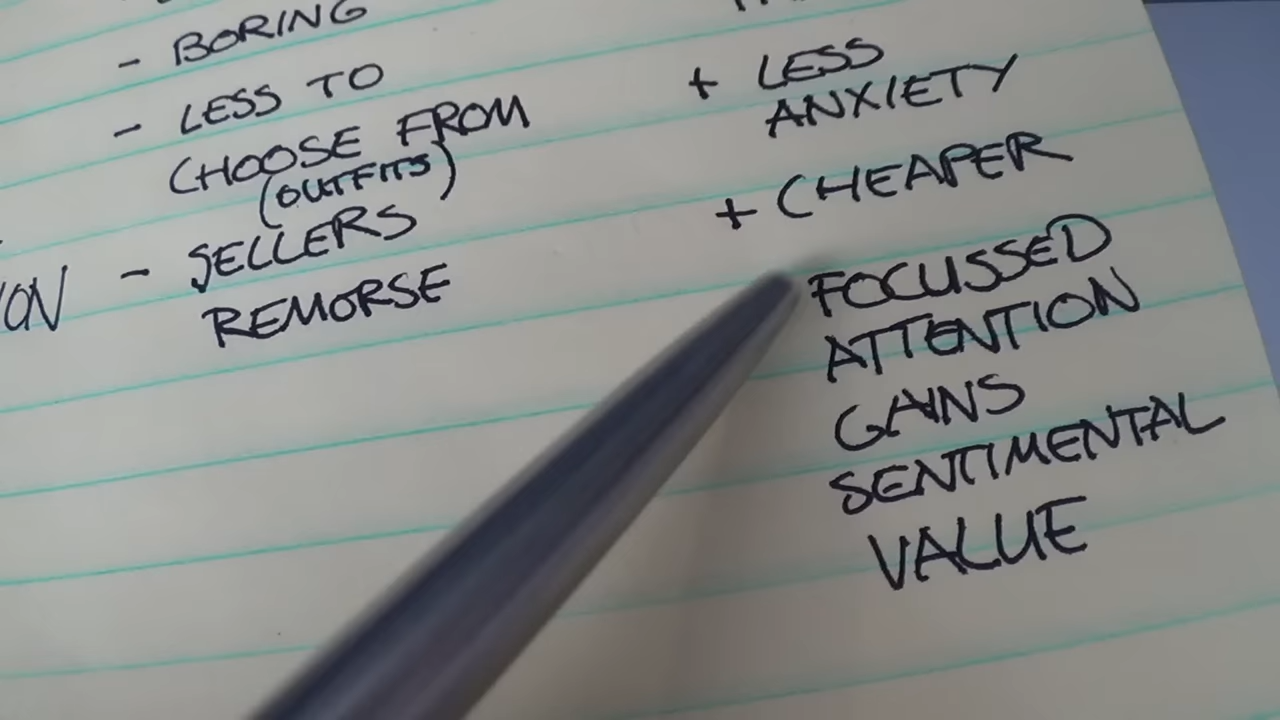 - BORING
- LESS TO
CHOOSE FROM
(OUTFITS)
- SELLERS
REMORSE
+ LESS
ANXIETY
+ CHEAPER
FOCUSSED
ATTENTION
GAINS
SENTIMENTAL
VALUE